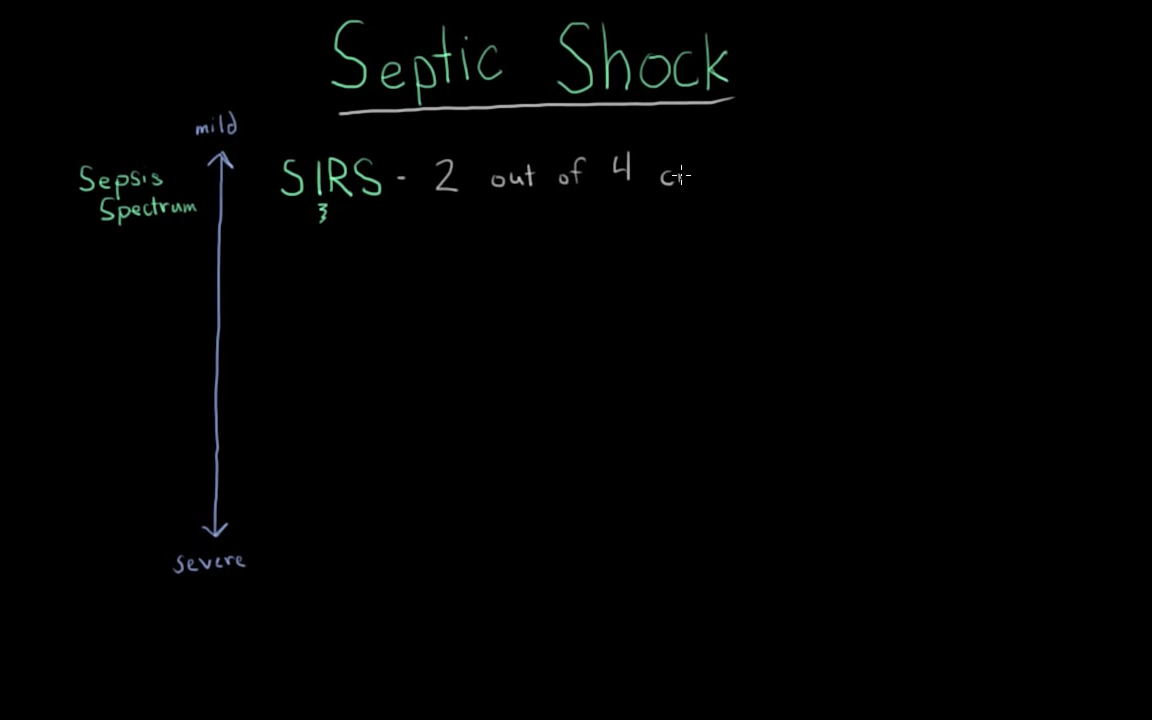 Septic Shock
mild
Sepsis
Spectrum
SIRS - 2 out of 4
severe